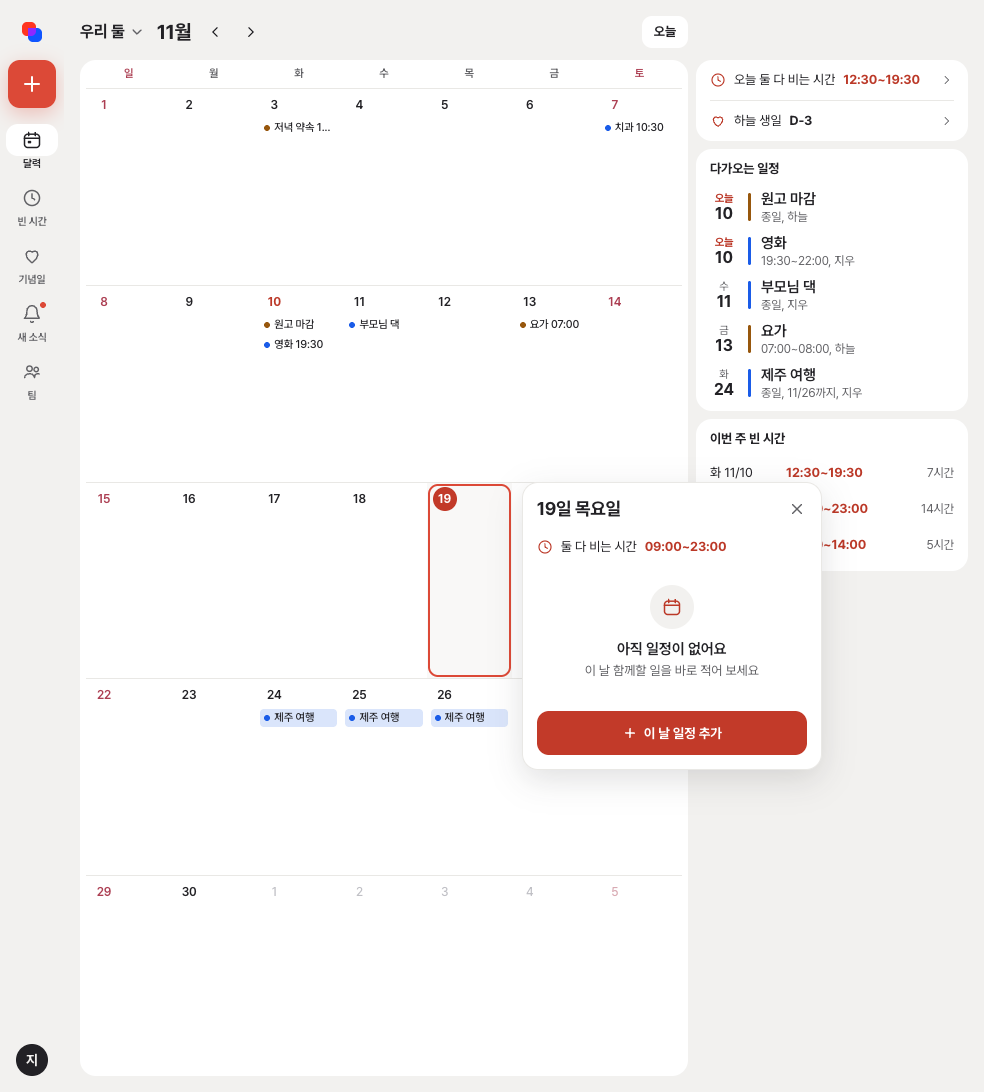 우리 둘 11월
오늘
달력
빈 시간
기념일
새 소식
팀
지
일 월 화 수 목 금 토
1 2 3 4 5 6 7
저녁 약속 1... 치과 10:30
8 9 10 11 12 13 14
원고 마감 부모님 댁 요가 07:00
영화 19:30
15 16 17 18 19
22 23 24 25 26
제주 여행 제주 여행 제주 여행
29 30 1 2 3 4 5
19일 목요일
둘 다 비는 시간 09:00~23:00
아직 일정이 없어요
이 날 함께할 일을 바로 적어 보세요
이 날 일정 추가
오늘 둘 다 비는 시간 12:30~19:30
하늘 생일 D-3
다가오는 일정
오늘
10
원고 마감
종일, 하늘
오늘
10
영화
19:30~22:00, 지우
수
11
부모님 댁
종일, 지우
금
13
요가
07:00~08:00, 하늘
화
24
제주 여행
종일, 11/26까지, 지우
이번 주 빈 시간
화 11/10 12:30~19:30 7시간
~23:00 14시간
~14:00 5시간